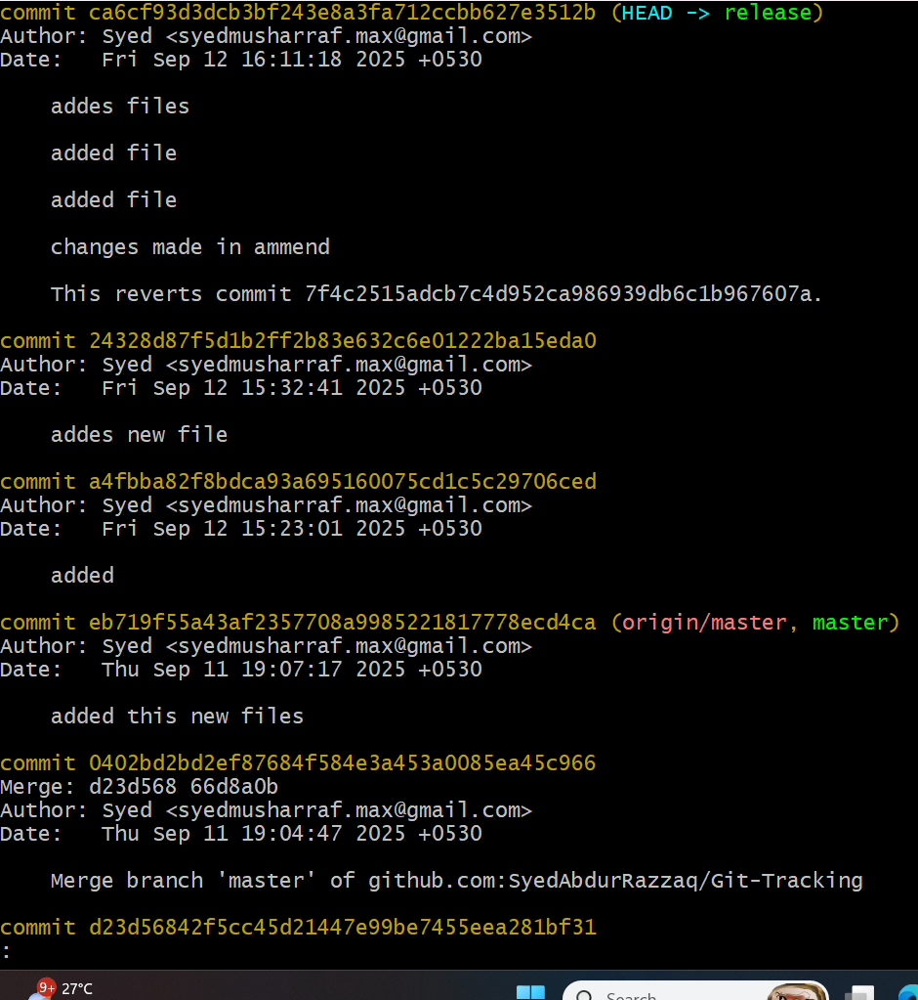 commit ca6cf93d3dcb3bf243e8a3fa712ccbb627e3512b (HEAD -> release)
Author: Syed <syedmusharraf.max@gmail.com>
Date:   Fri Sep 12 16:11:18 2025 +0530
addes files
added file
added file
changes made in ammend
This reverts commit 7f4c2515adcb7c4d952ca986939db6c1b967607a.
commit 24328d87f5d1b2ff2b83e632c6e01222ba15eda0
Author: Syed <syedmusharraf.max@gmail.com>
Date:   Fri Sep 12 15:32:41 2025 +0530
addes new file
commit a4fbba82f8bdca93a695160075cd1c5c29706ced
Author: Syed <syedmusharraf.max@gmail.com>
Date:   Fri Sep 12 15:23:01 2025 +0530
added
commit eb719f55a43af2357708a9985221817778ecd4ca (origin/master, master)
Author: Syed <syedmusharraf.max@gmail.com>
Date:   Thu Sep 11 19:07:17 2025 +0530
added this new files
commit 0402bd2bd2ef87684f584e3a453a0085ea45c966
Merge: d23d568 66d8a0b
Author: Syed <syedmusharraf.max@gmail.com>
Date:   Thu Sep 11 19:04:47 2025 +0530
Merge branch 'master' of github.com:SyedAbdurRazzaq/Git-Tracking
commit d23d56842f5cc45d21447e99be7455eea281bf31
:
9+ 27°C
Search